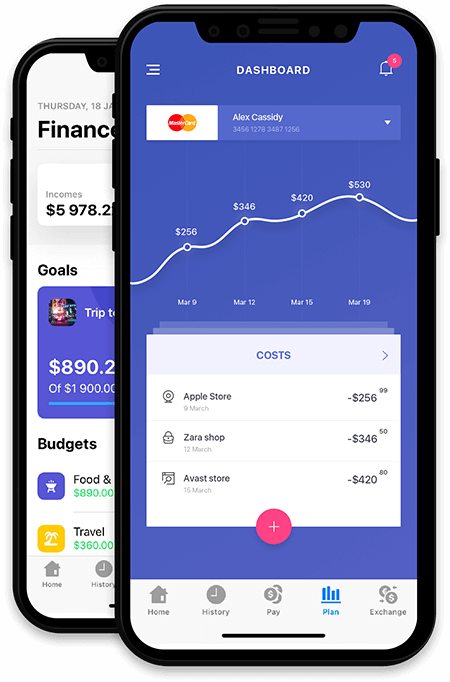 THURSDAY, 18 JA
Finance
Incomes
$5 978.2
Goals
Trip to
$890.2
Of $1 900.0
Budgets
Food &
$890.00
Travel
$360.00
Home
History
DASHBOARD
5
MasterCard
Alex Cassidy
3456 1278 3487 1256
$256
$346
$420
$530
Mar 9
Mar 12
Mar 15
Mar 19
COSTS
Apple Store
-$256 99
9 March
Zara shop
-$346 50
12 March
Avast store
-$420 80
15 March
+
Home
History
Pay
Plan
Exchange